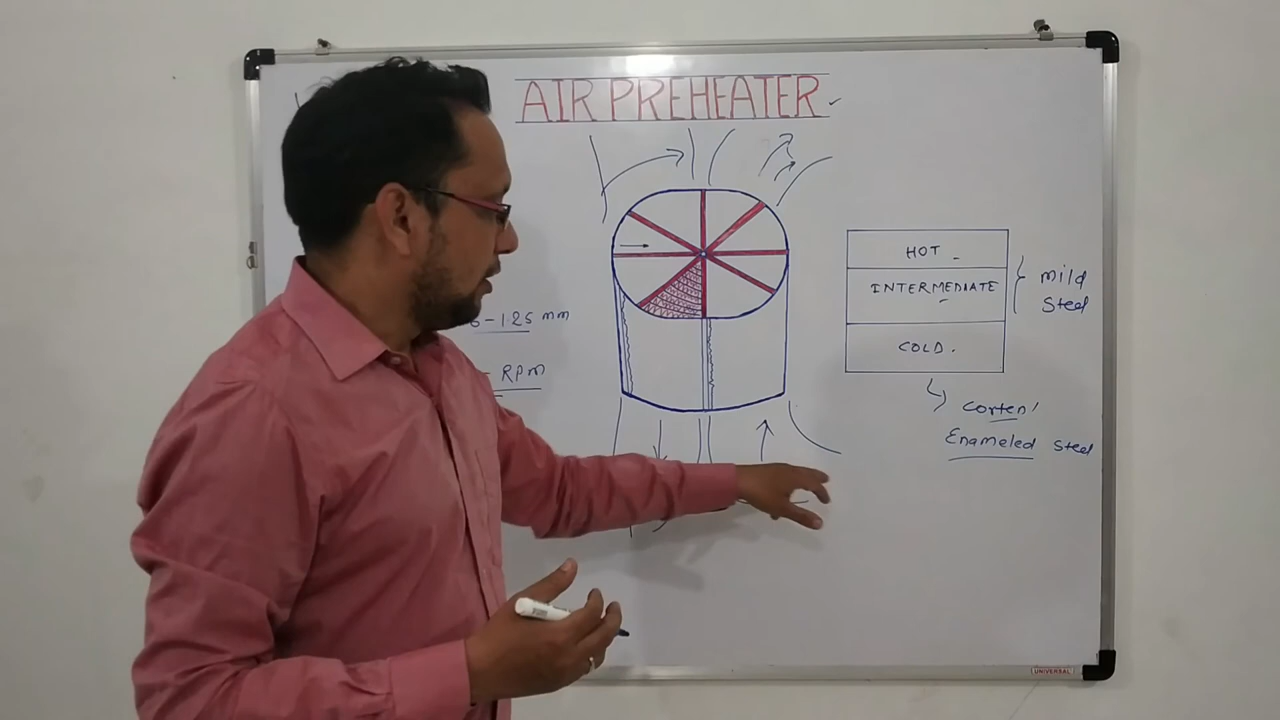 AIR PREHEATER
HOT
INTERMEDIATE
COLD.
mild
Steel
Corten/
Enameled Steel
-125 mm
- RPM
UNIVERSAL